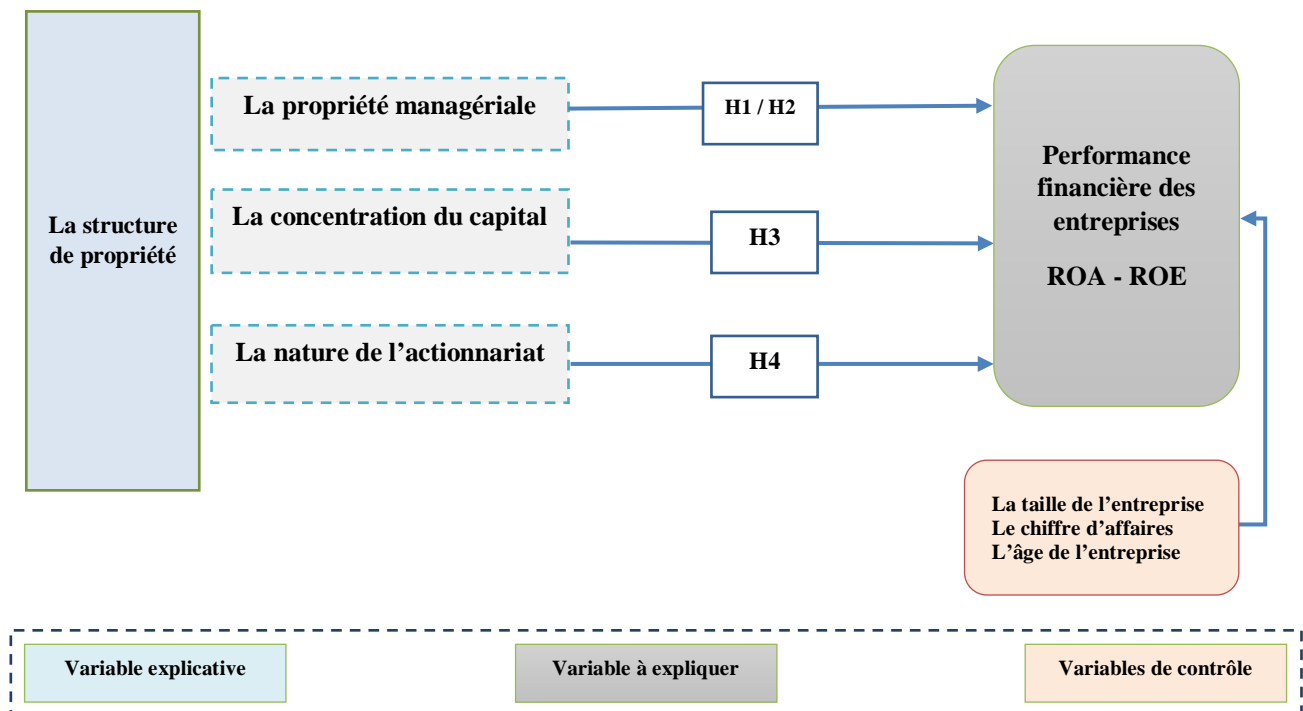 La structure
de propriété
La propriété managériale
H1 / H2
La concentration du capital
H3
La nature de l’actionnariat
H4
Performance
financière des
entreprises
ROA - ROE
La taille de l’entreprise
Le chiffre d’affaires
L’âge de l’entreprise
Variable explicative
Variable à expliquer
Variables de contrôle